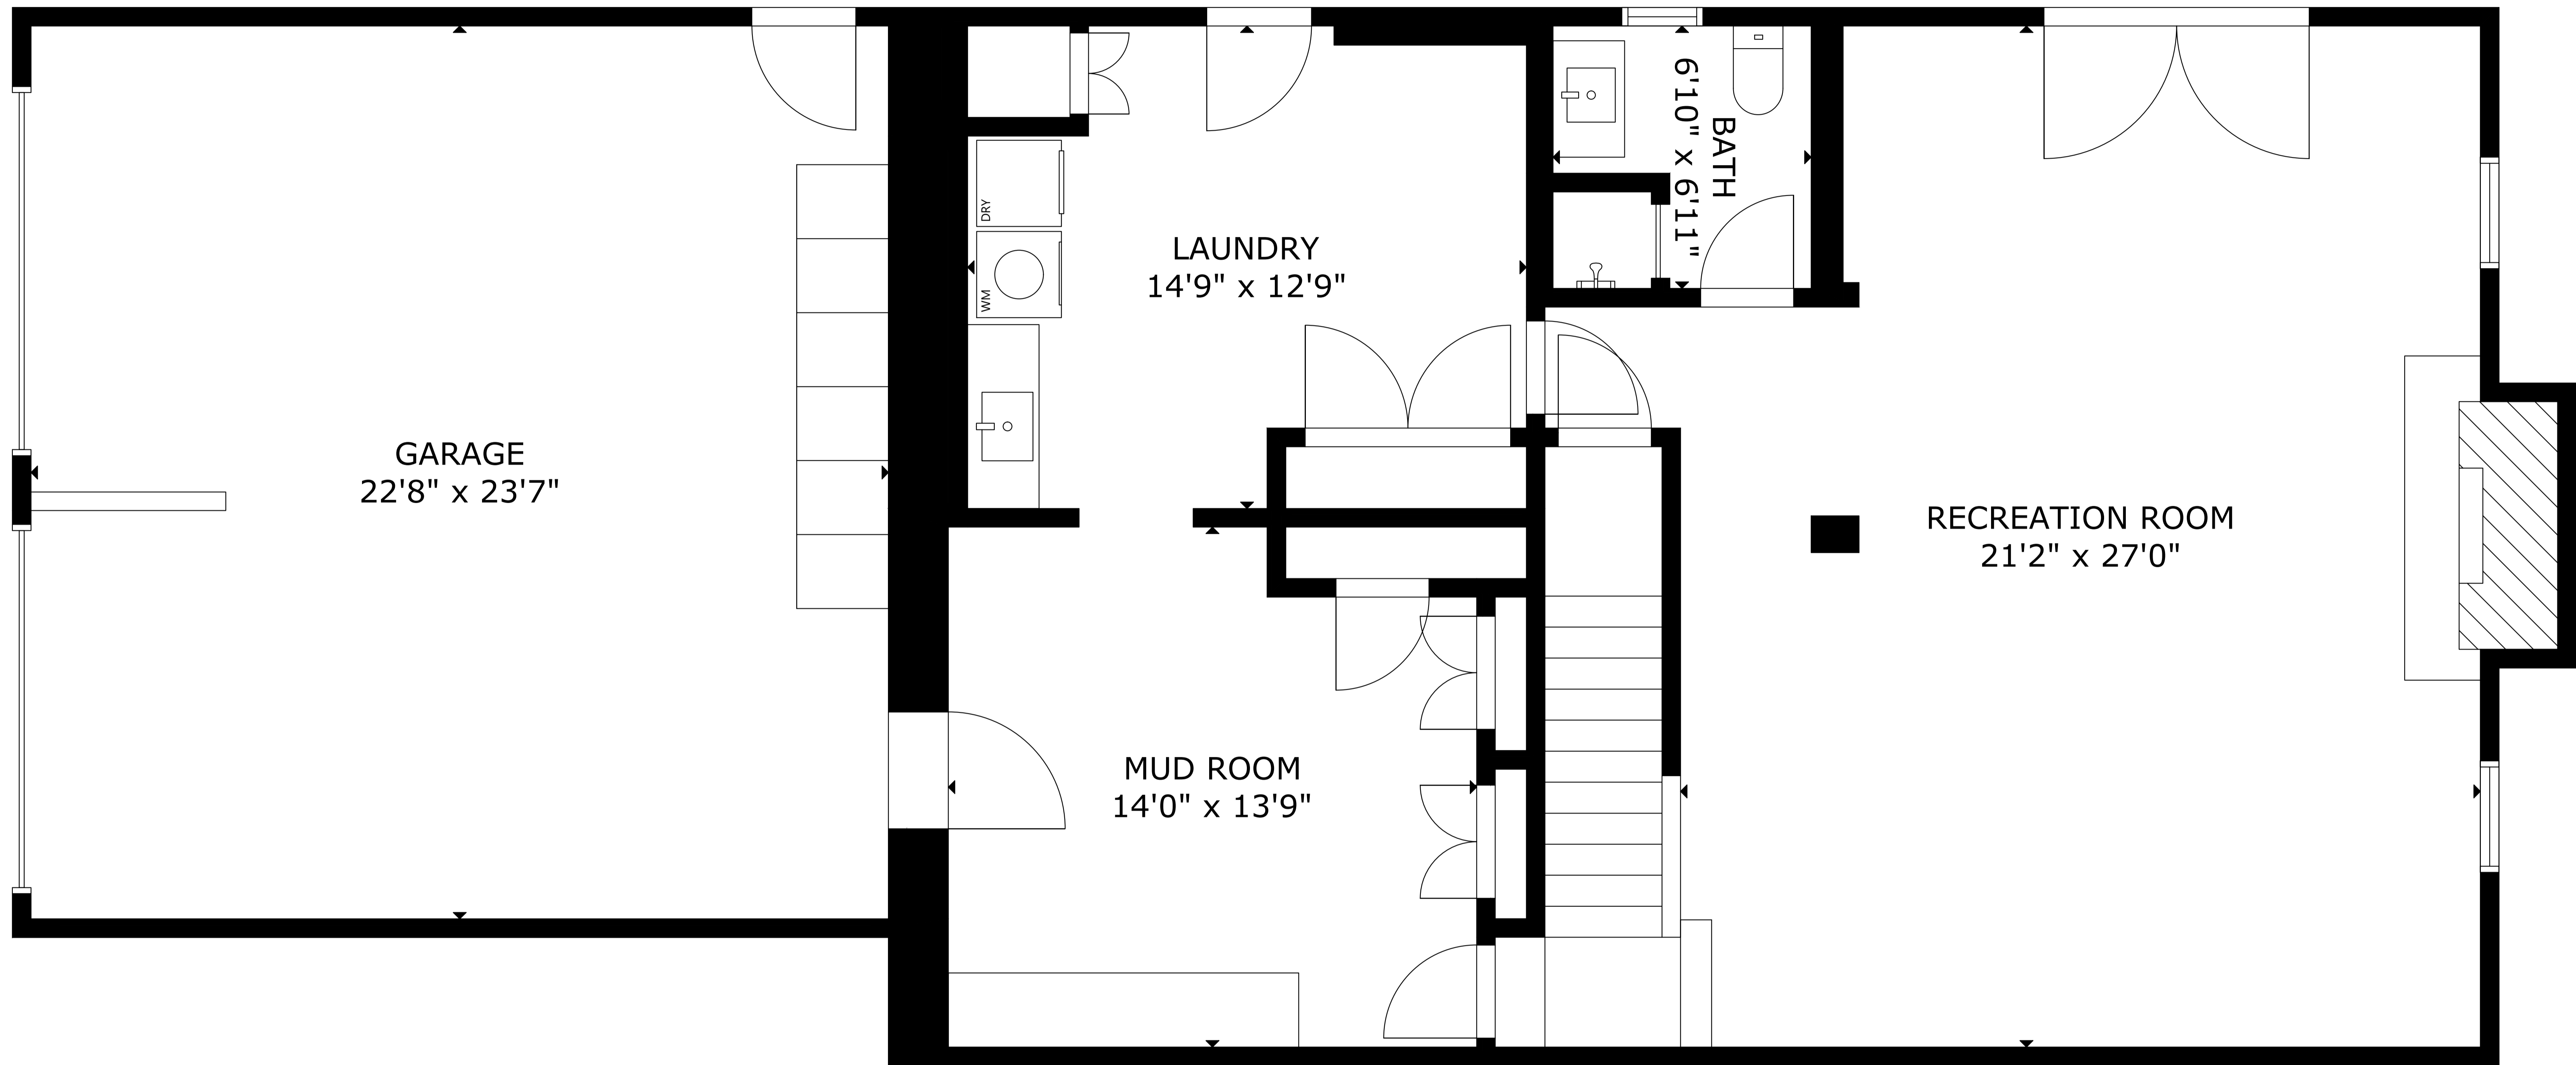 GARAGE
22'8" x 23'7"
DRY
WM
LAUNDRY
14'9" x 12'9"
MUD ROOM
14'0" x 13'9"
BATH
6'10" x 6'11"
RECREATION ROOM
21'2" x 27'0"